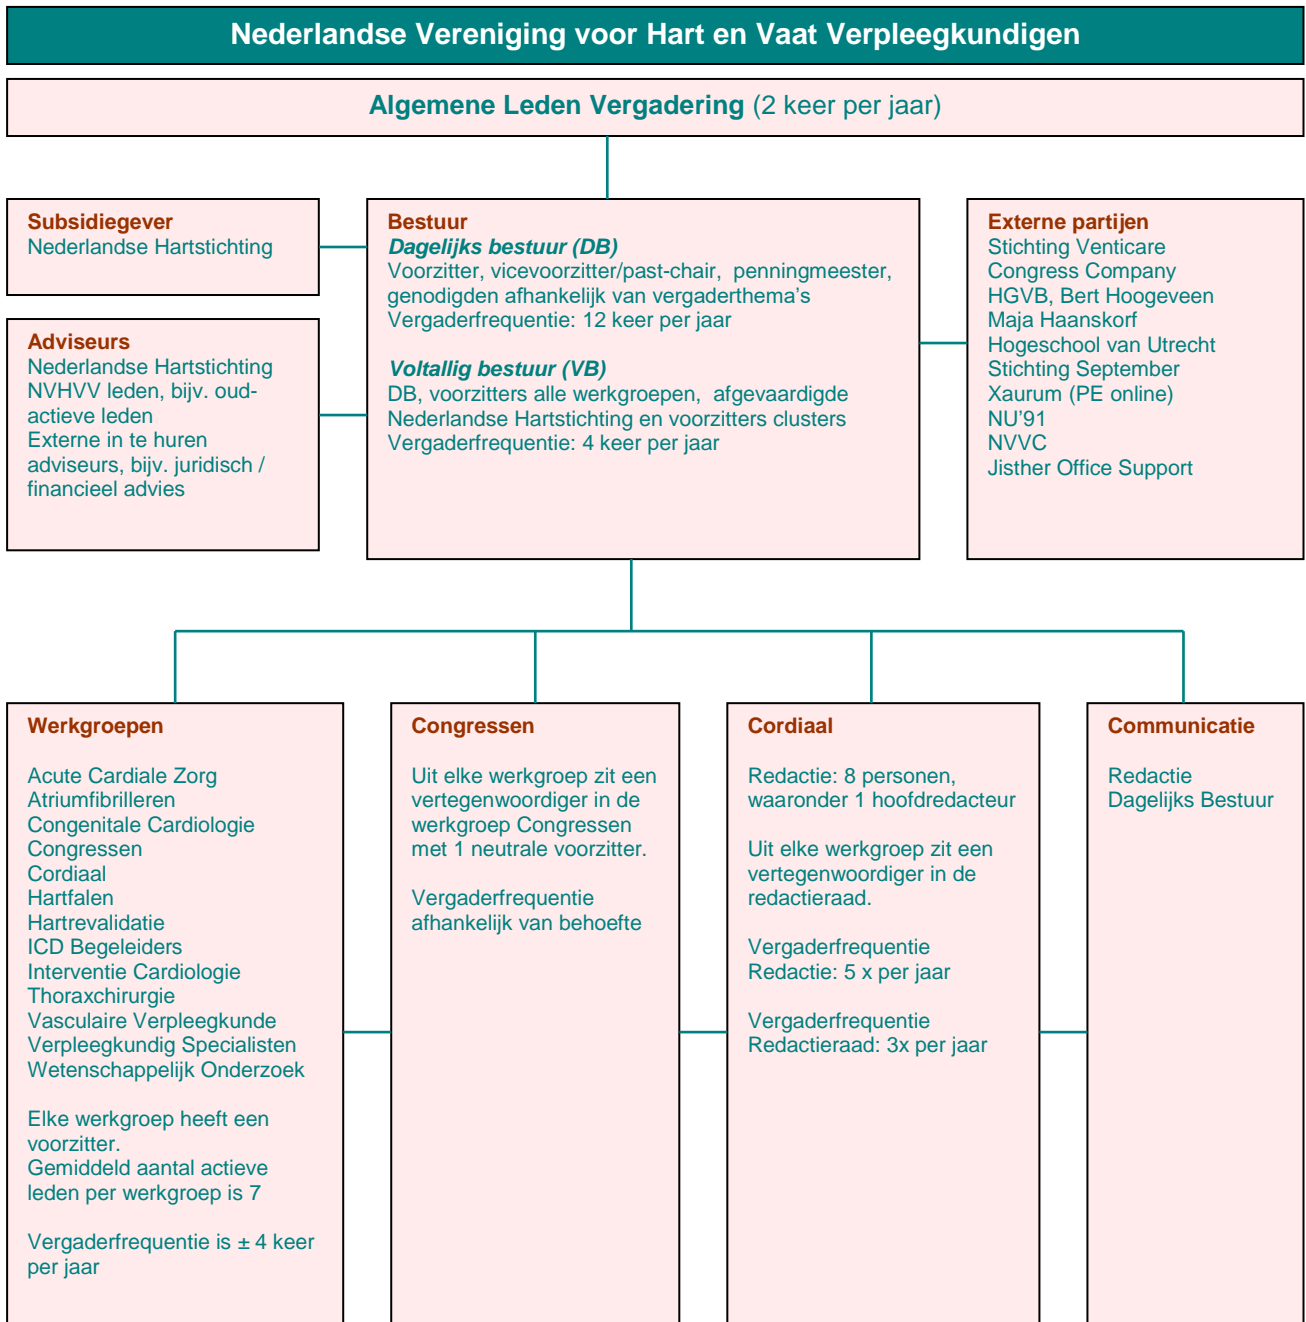 Nederlandse Vereniging voor Hart en Vaat Verpleegkundigen
Algemene Leden Vergadering (2 keer per jaar)
Subsidiegever
Nederlandse Hartstichting
Adviseurs
Nederlandse Hartstichting
NVHVV leden, bijv. oud-
actieve leden
Externe in te huren
adviseurs, bijv. juridisch /
financieel advies
Bestuur
Dagelijks bestuur (DB)
Voorzitter, vicevoorzitter/past-chair, penningmeester,
genodigden afhankelijk van vergaderthema's
Vergaderfrequentie: 12 keer per jaar
Voltallig bestuur (VB)
DB, voorzitters alle werkgroepen, afgevaardigde
Nederlandse Hartstichting en voorzitters clusters
Vergaderfrequentie: 4 keer per jaar
Externe partijen
Stichting Venticare
Congress Company
HGVB, Bert Hoogeveen
Maja Haanskorf
Hogeschool van Utrecht
Stichting September
Xaurum (PE online)
NU'91
NVVC
Jisther Office Support
Werkgroepen
Acute Cardiale Zorg
Atriumfibrilleren
Congenitale Cardiologie
Congressen
Cordiaal
Hartfalen
Hartrevalidatie
ICD Begeleiders
Interventie Cardiologie
Thoraxchirurgie
Vasculaire Verpleegkunde
Verpleegkundig Specialisten
Wetenschappelijk Onderzoek
Elke werkgroep heeft een
voorzitter.
Gemiddeld aantal actieve
leden per werkgroep is 7
Vergaderfrequentie is ± 4 keer
per jaar
Congressen
Uit elke werkgroep zit een
vertegenwoordiger in de
werkgroep Congressen
met 1 neutrale voorzitter.
Vergaderfrequentie
afhankelijk van behoefte
Cordiaal
Redactie: 8 personen,
waaronder 1 hoofdredacteur
Uit elke werkgroep zit een
vertegenwoordiger in de
redactieraad.
Vergaderfrequentie
Redactie: 5 x per jaar
Vergaderfrequentie
Redactieraad: 3x per jaar
Communicatie
Redactie
Dagelijks Bestuur